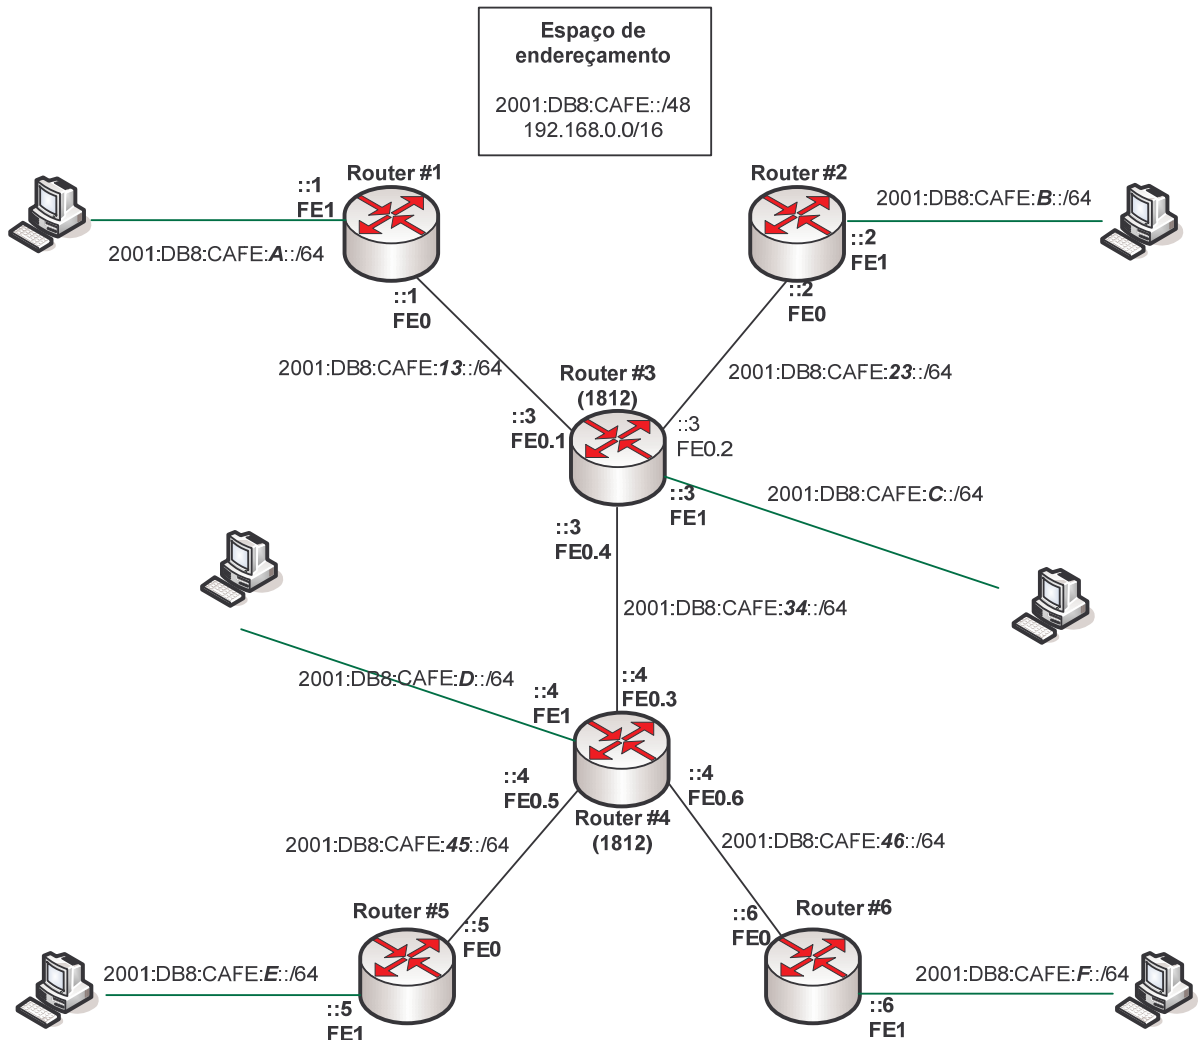 Espaço de
endereçamento
2001:DB8:CAFE::/48
192.168.0.0/16
Router #1
::1
FE1
2001:DB8:CAFE:A::/64
::1
FE0
Router #2
2001:DB8:CAFE:B::/64
::2
FE1
::2
FE0
2001:DB8:CAFE:13::/64
2001:DB8:CAFE:23::/64
Router #3
(1812)
::3
FE0.1
::3
FE0.2
::3
FE1
2001:DB8:CAFE:C::/64
::3
FE0.4
2001:DB8:CAFE:34::/64
2001:DB8:CAFE:D::/64
::4
FE1
::4
FE0.3
::4
FE0.5
::4
FE0.6
Router #4
(1812)
2001:DB8:CAFE:45::/64
2001:DB8:CAFE:46::/64
Router #5
::5
FE0
2001:DB8:CAFE:E::/64
::5
FE1
Router #6
::6
FE0
2001:DB8:CAFE:F::/64
::6
FE1